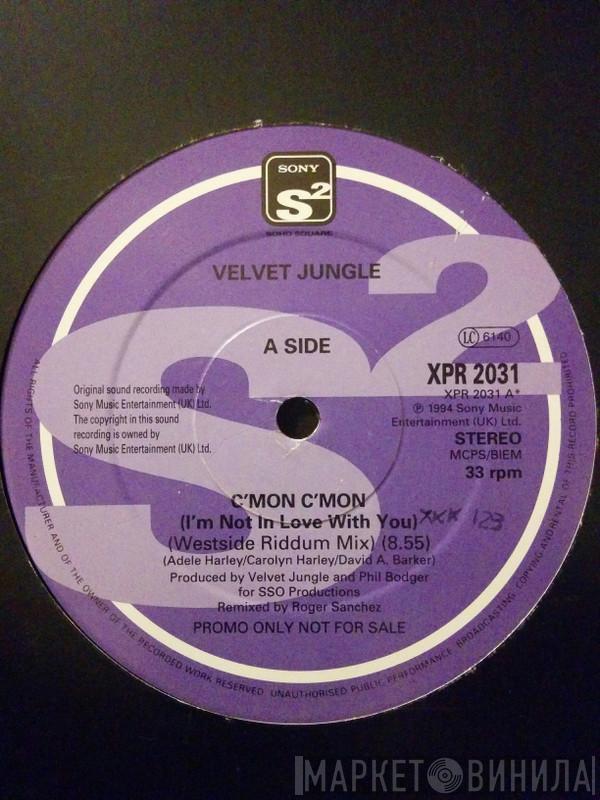 SONY
S2
SOHO SQUARE
VELVET JUNGLE
A SIDE
LC 6140
XPR 2031
XPR 2031 A*
℗ 1994 Sony Music
Entertainment (UK) Ltd.
STEREO
MCPS/BIEM
33 rpm
Original sound recording made by
Sony Music Entertainment (UK) Ltd.
The copyright in this sound
recording is owned by
Sony Music Entertainment (UK) Ltd.
S2
C'MON C'MON
(I'm Not In Love With You)
xxx 123
(Westside Riddum Mix) (8.55)
(Adele Harley/Carolyn Harley/David A. Barker)
Produced by Velvet Jungle and Phil Bodger
for SSO Productions
Remixed by Roger Sanchez
PROMO ONLY NOT FOR SALE
ALL RIGHTS OF THE MANUFACTURER AND OF THE OWNER OF THE RECORDED WORK RESERVED. UNAUTHORISED PUBLIC PERFORMANCE, BROADCASTING, COPYING AND RENTAL OF THIS RECORD PROHIBITED
МАРКЕТ ВИНИЛА